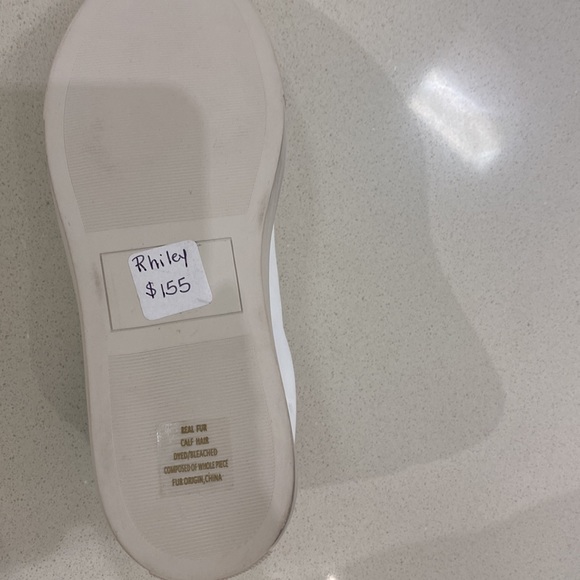 Rhiley
$155
REAL FUR
CALF HAIR
DYED/BLEACHED
COMPOSED OF WHOLE PIECE
FUR ORIGIN,CHINA